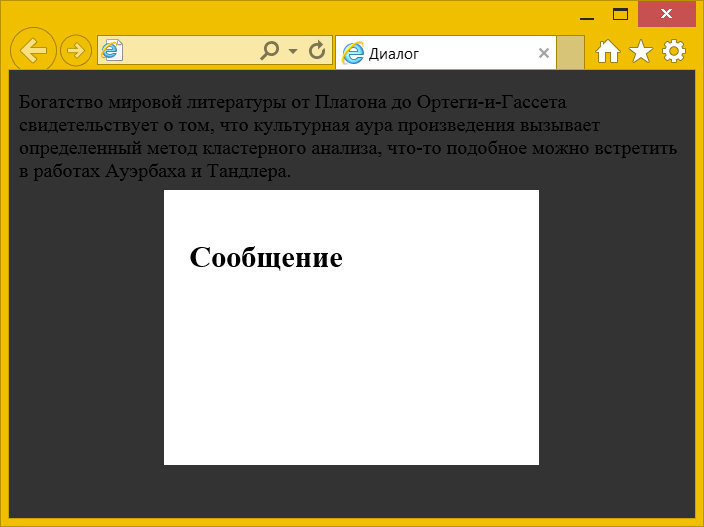 Диалог
Богатство мировой литературы от Платона до Ортеги-и-Гассета
свидетельствует о том, что культурная аура произведения вызывает
определенный метод кластерного анализа, что-то подобное можно встретить
в работах Ауэрбаха и Тандлера.
Сообщение